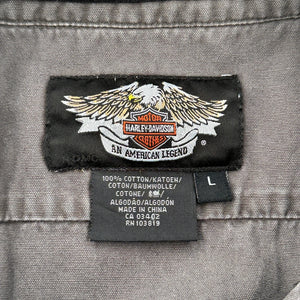 MOTOR
HARLEY-DAVIDSON
CLOTHES
®
AN AMERICAN LEGEND
100% COTTON/KATOEN/
COTON/BAUMWOLLE/
COTONE/
ALGODÃO/ALGODÓN
MADE IN CHINA
CA 03402
RN 103819
L